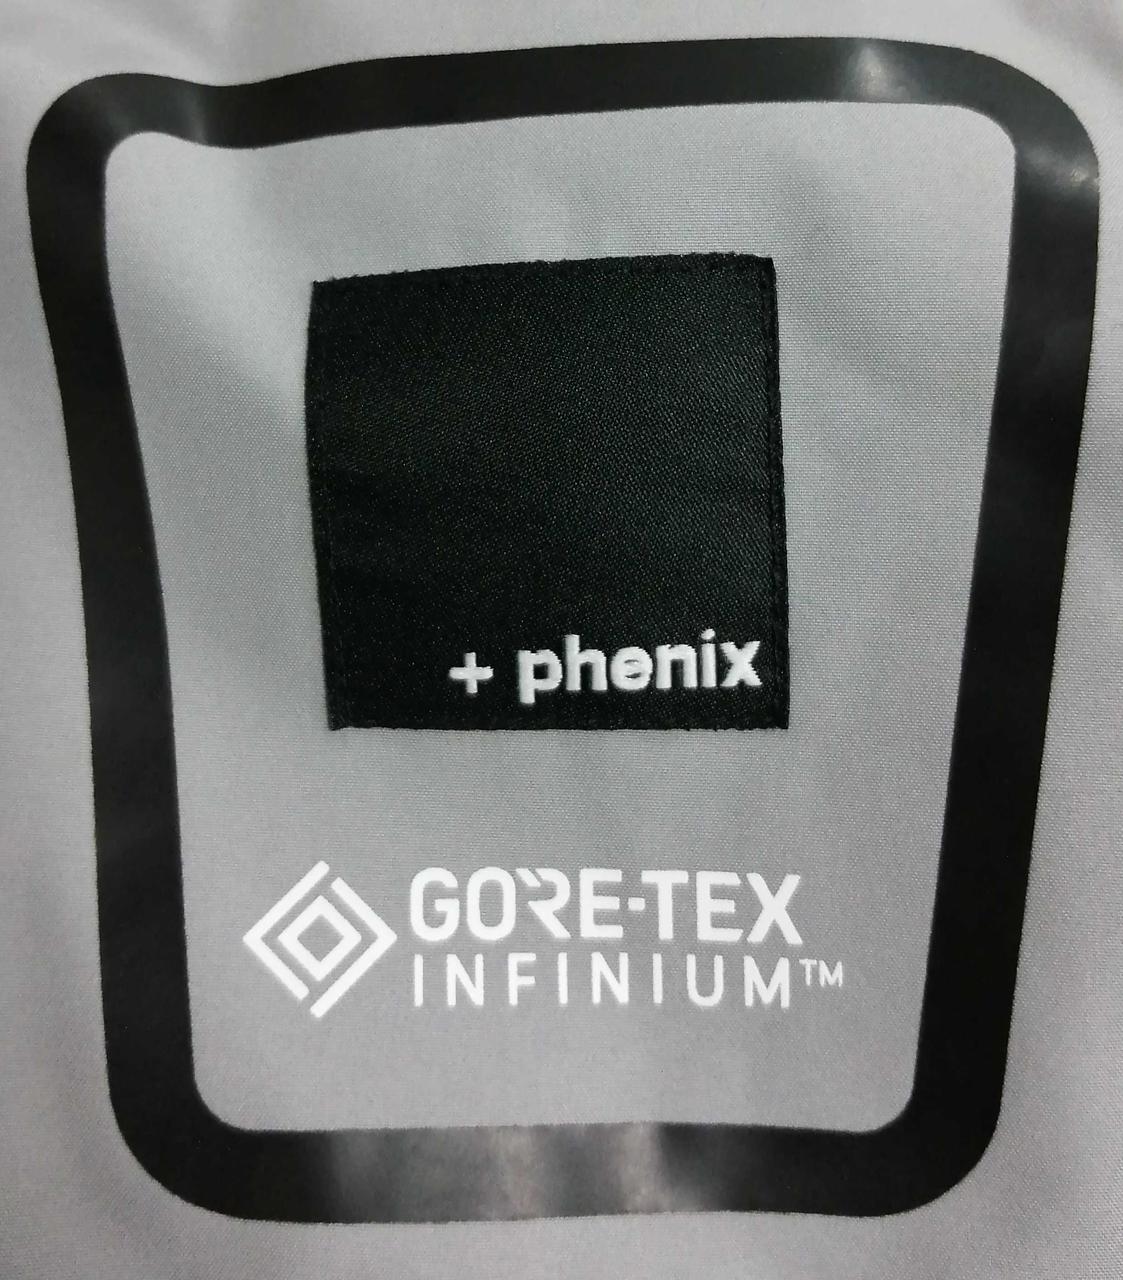 + phenix
GORE-TEX
INFINIUM™